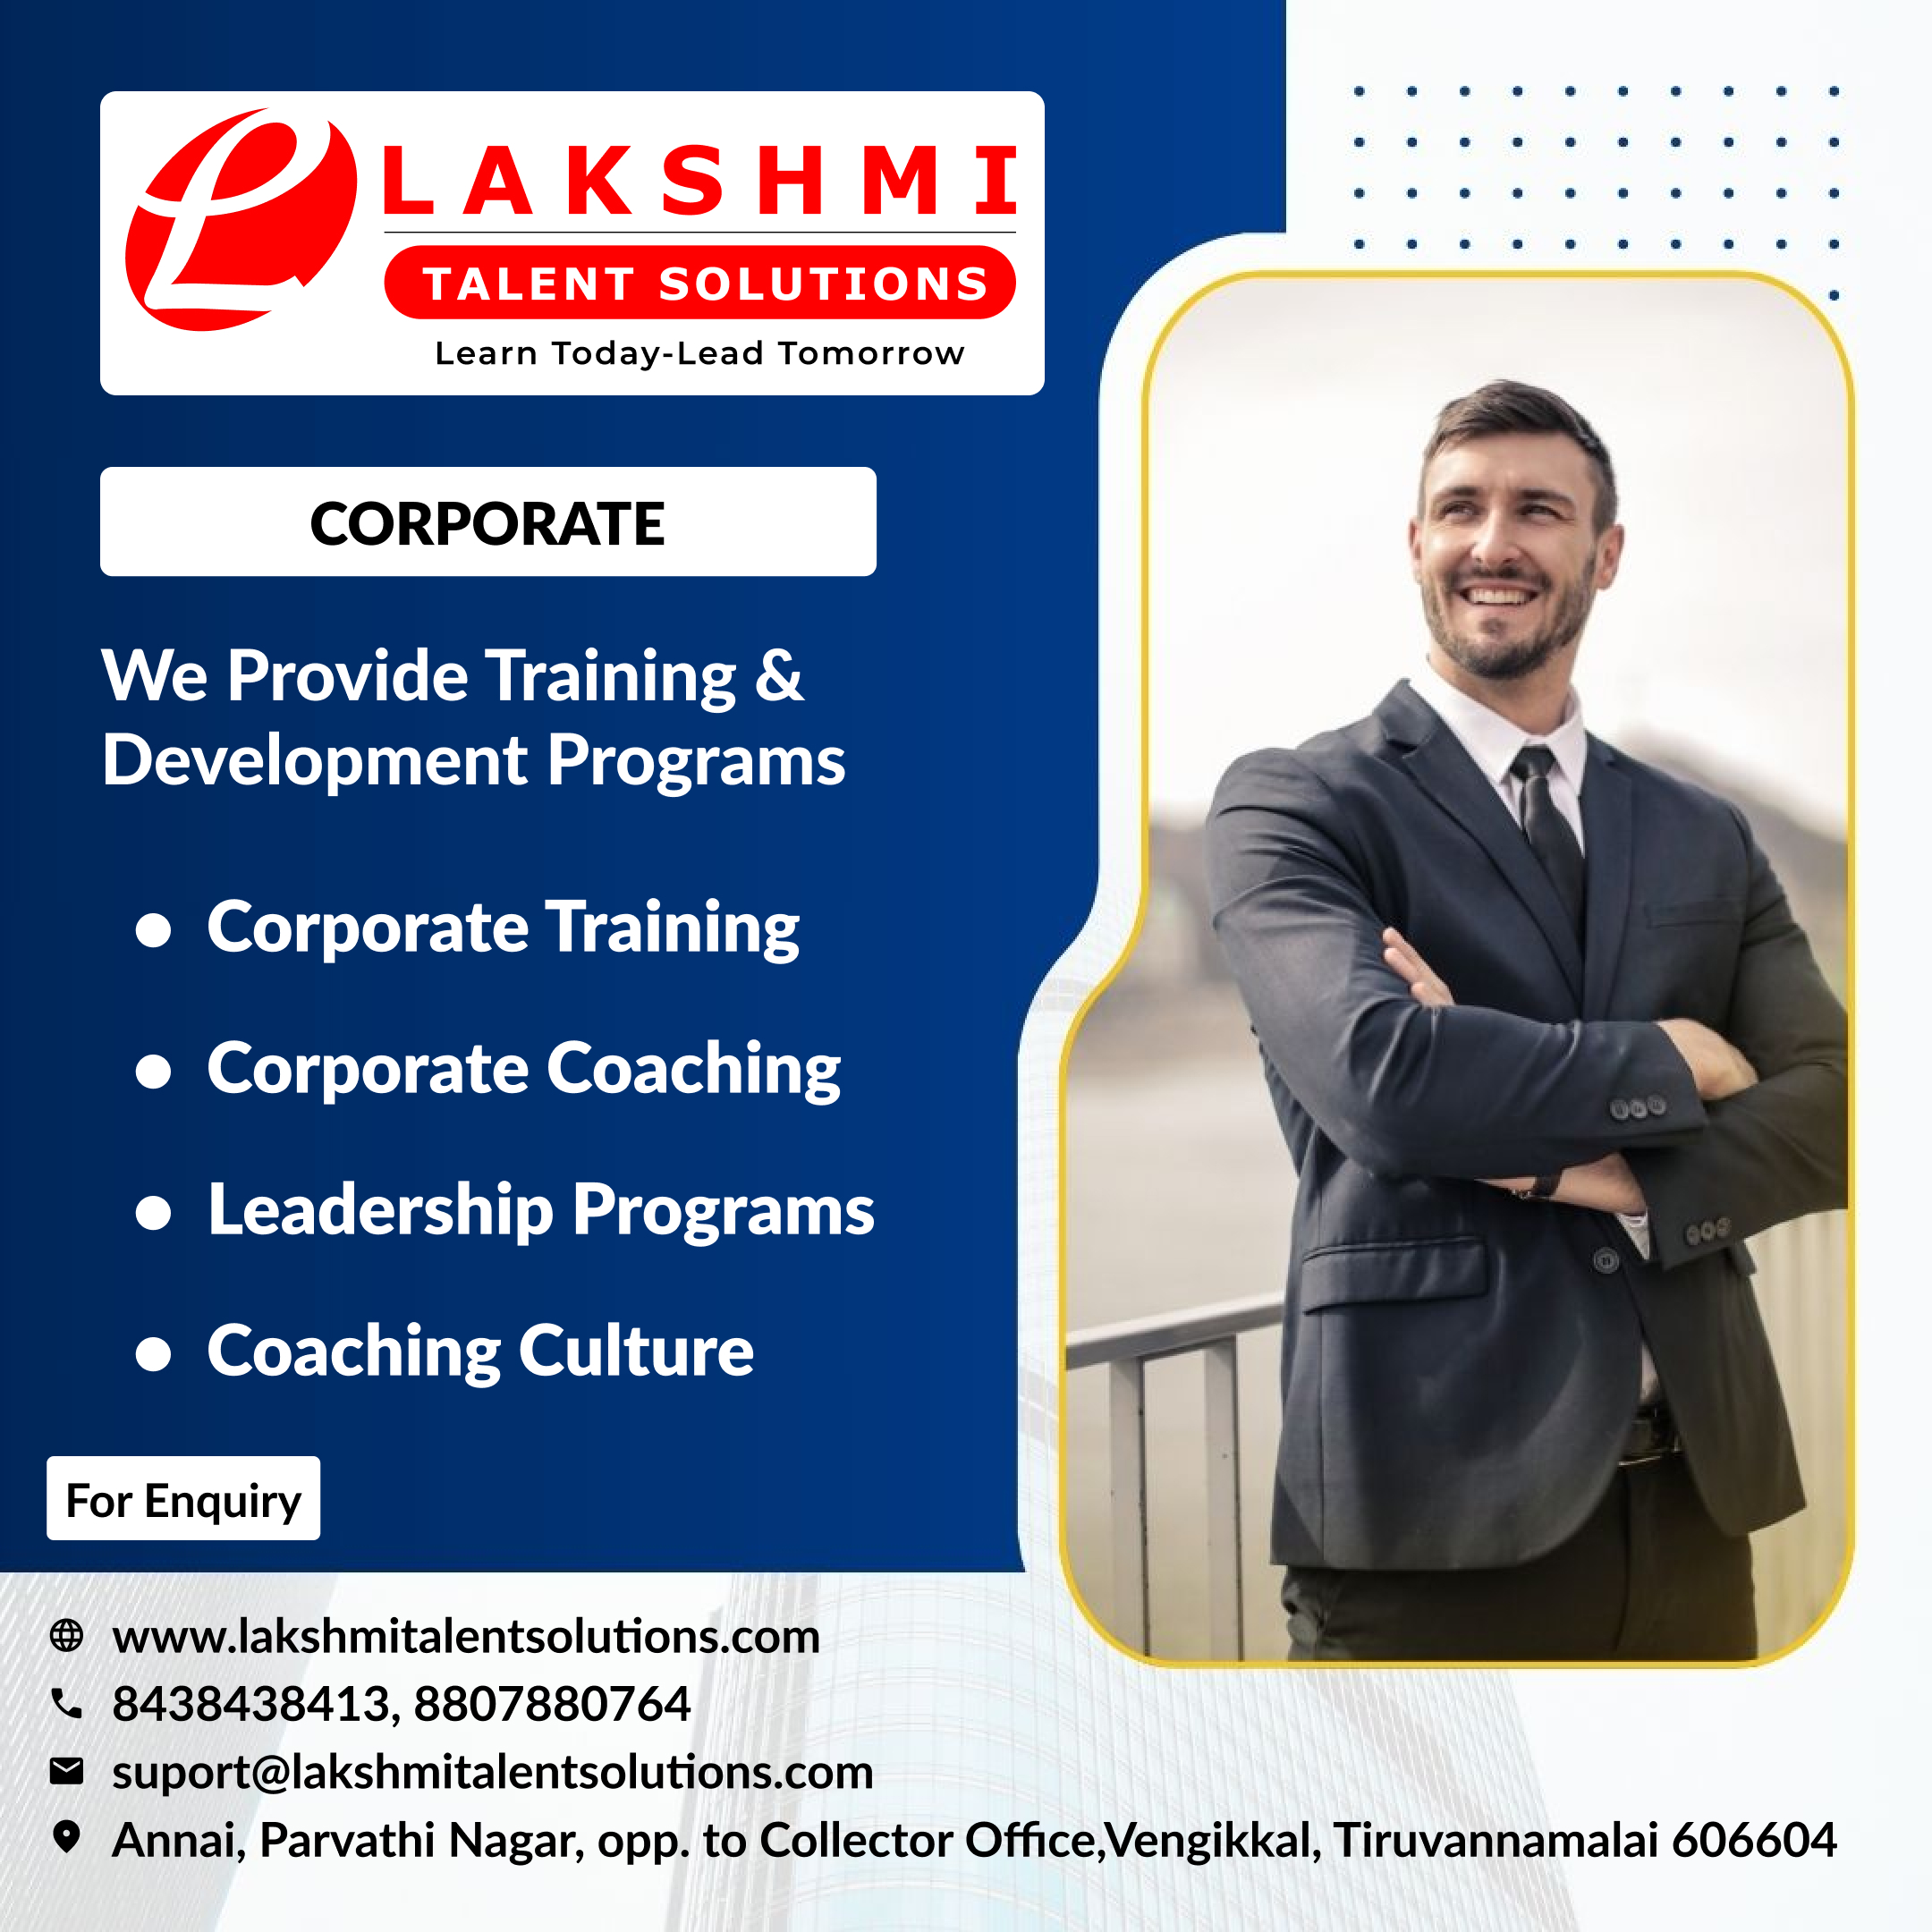 LAKSHMI
TALENT SOLUTIONS
Learn Today-Lead Tomorrow
CORPORATE
We Provide Training &
Development Programs
● Corporate Training
● Corporate Coaching
● Leadership Programs
● Coaching Culture
For Enquiry
www.lakshmitalentsolutions.com
8438438413, 8807880764
suport@lakshmitalentsolutions.com
Annai, Parvathi Nagar, opp. to Collector Office,Vengikkal, Tiruvannamalai 606604